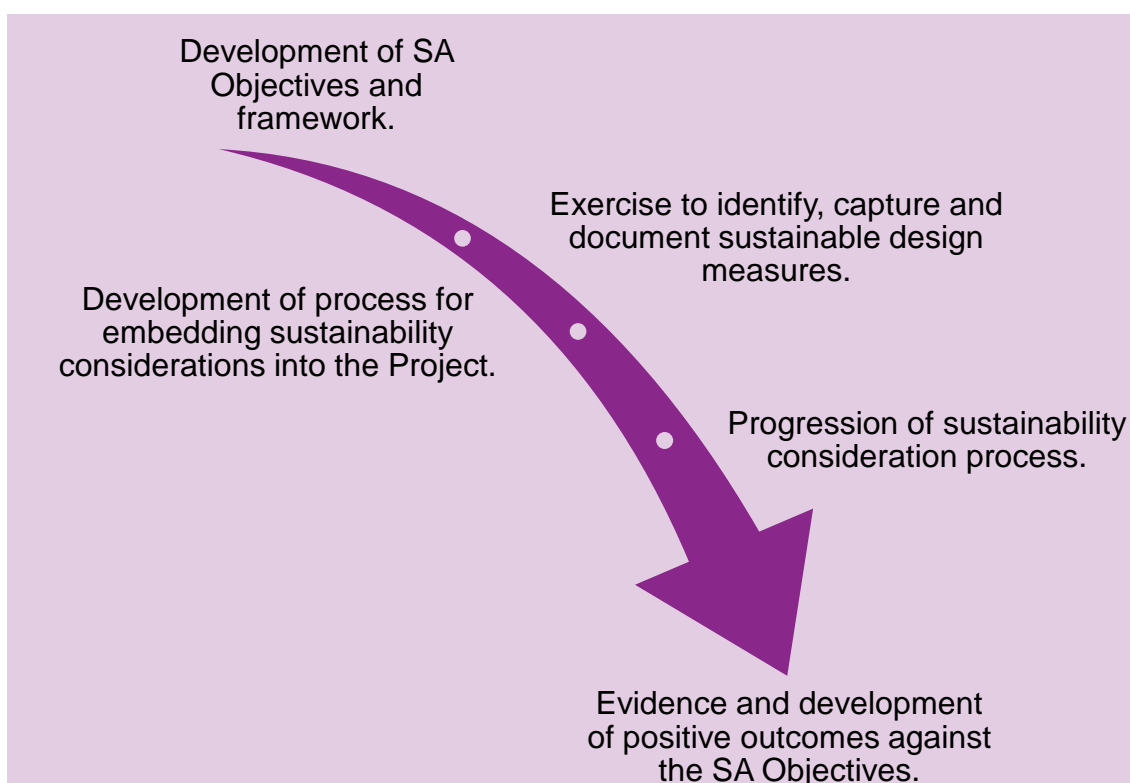 Development of SA
Objectives and
framework.
Exercise to identify, capture and
document sustainable design
measures.
Development of process for
embedding sustainability
considerations into the Project.
Progression of sustainability
consideration process.
Evidence and development
of positive outcomes against
the SA Objectives.